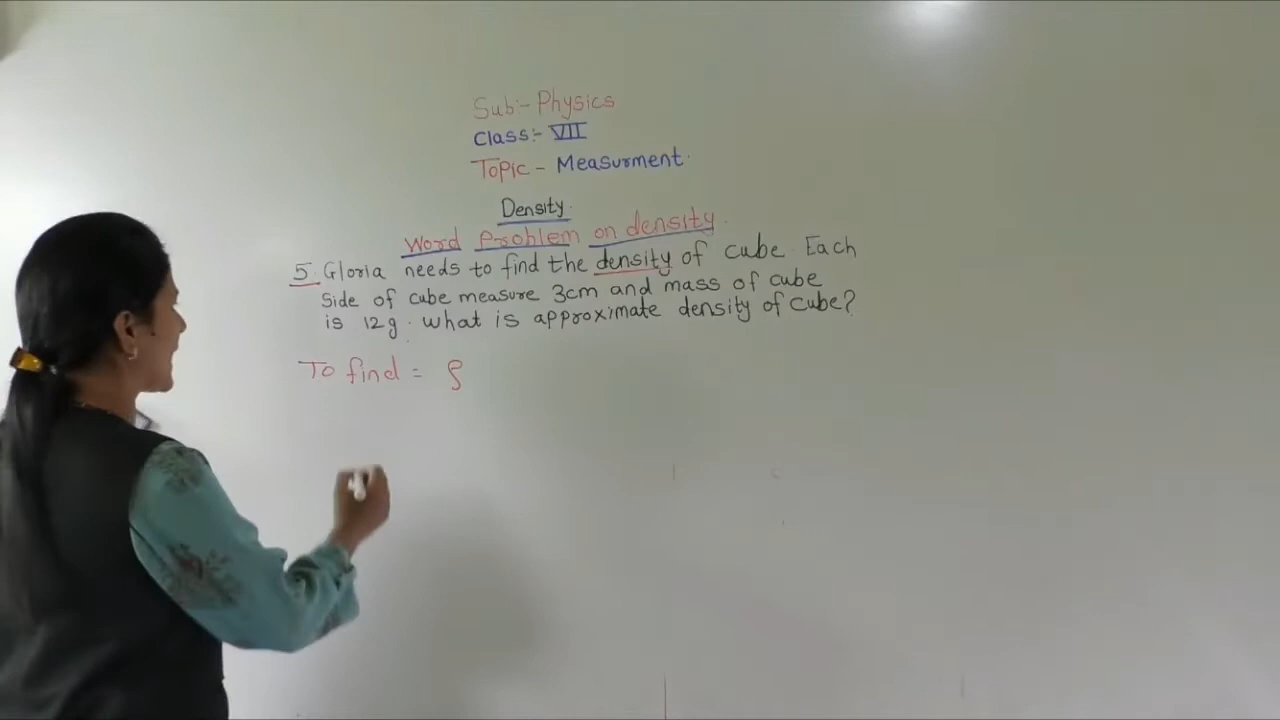 Sub:- Physics
Class:- VII
Topic - Measurment.
Density.
Word Problem on density.
5. Gloria needs to find the density of cube. Each
Side of cube measure 3cm and mass of cube
is 12g. what is approximate density of cube?
To find = ρ